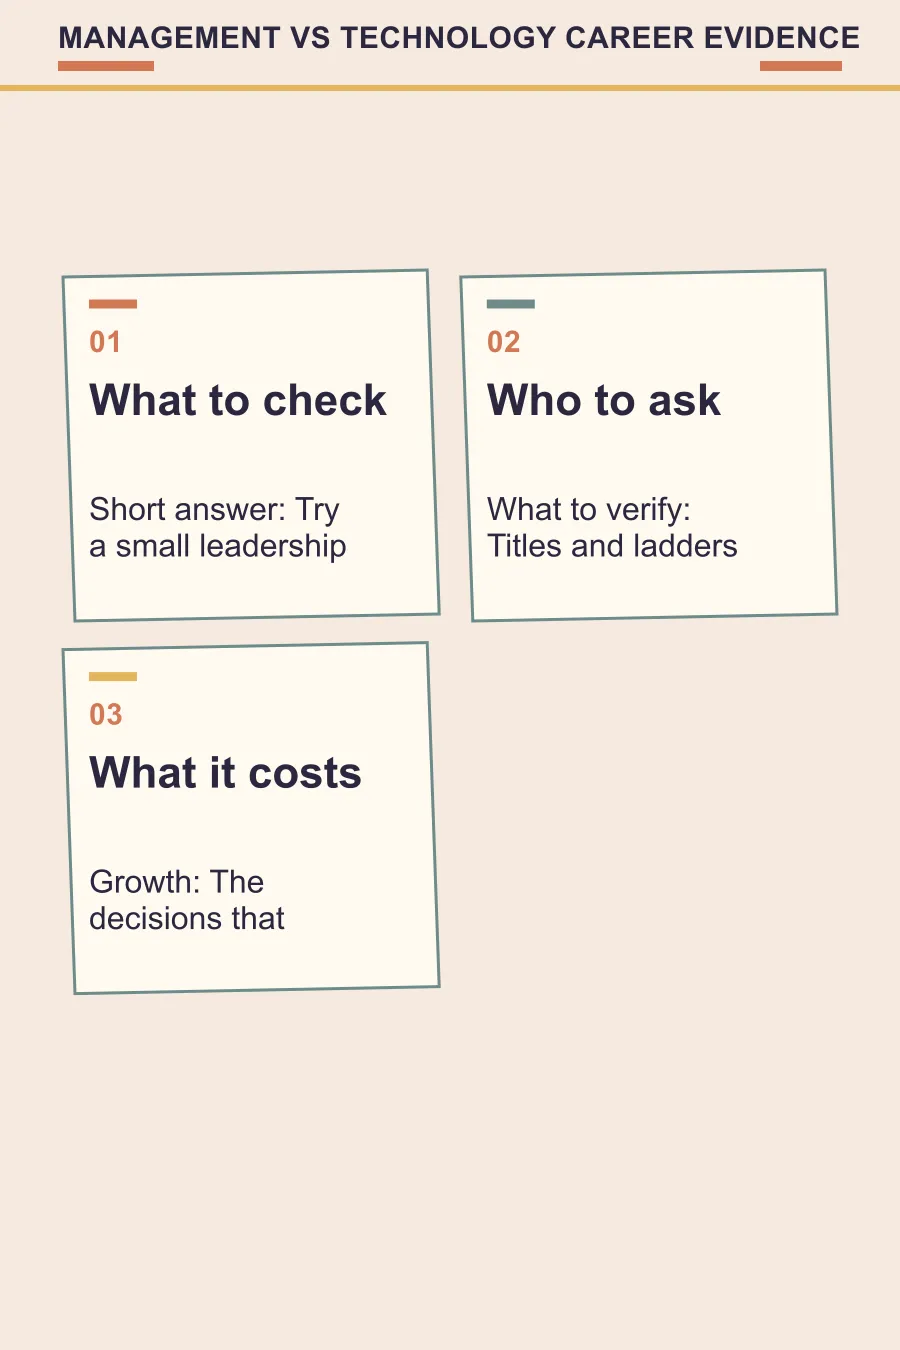 MANAGEMENT VS TECHNOLOGY CAREER EVIDENCE
01
What to check
Short answer: Try
a small leadership
02
Who to ask
What to verify:
Titles and ladders
03
What it costs
Growth: The
decisions that